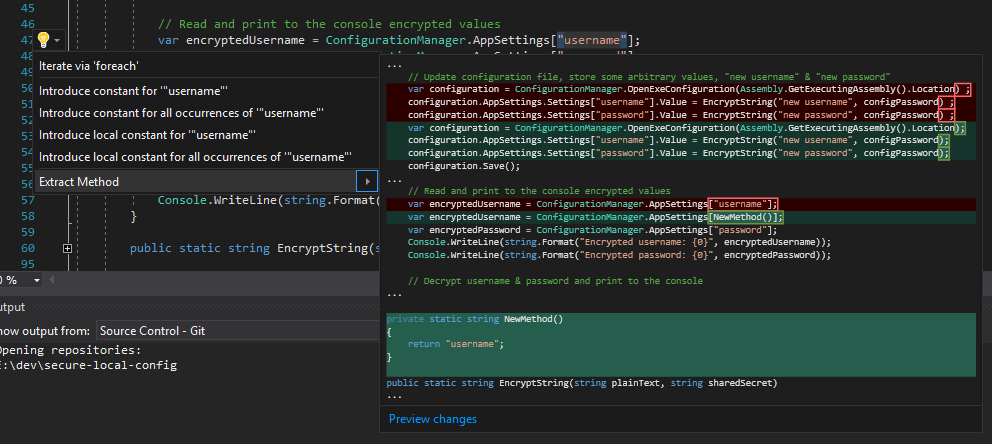 45
46
// Read and print to the console encrypted values
47
var encryptedUsername = ConfigurationManager.AppSettings["username"];
48
49
50
51
52
53
54
55
56
57
Console.WriteLine(string.Format(
58
}
59
60
public static string EncryptString(s
95
Iterate via 'foreach'
Introduce constant for '"username"'
Introduce constant for all occurrences of '"username"'
Introduce local constant for '"username"'
Introduce local constant for all occurrences of '"username"'
Extract Method
...
// Update configuration file, store some arbitrary values, "new username" & "new password"
var configuration = ConfigurationManager.OpenExeConfiguration(Assembly.GetExecutingAssembly().Location) ;
configuration.AppSettings.Settings["username"].Value = EncryptString("new username", configPassword) ;
configuration.AppSettings.Settings["password"].Value = EncryptString("new password", configPassword) ;
var configuration = ConfigurationManager.OpenExeConfiguration(Assembly.GetExecutingAssembly().Location);
configuration.AppSettings.Settings["username"].Value = EncryptString("new username", configPassword);
configuration.AppSettings.Settings["password"].Value = EncryptString("new password", configPassword);
configuration.Save();
...
// Read and print to the console encrypted values
var encryptedUsername = ConfigurationManager.AppSettings["username"];
var encryptedUsername = ConfigurationManager.AppSettings[NewMethod()];
var encryptedPassword = ConfigurationManager.AppSettings["password"];
Console.WriteLine(string.Format("Encrypted username: {0}", encryptedUsername));
Console.WriteLine(string.Format("Encrypted password: {0}", encryptedPassword));
// Decrypt username & password and print to the console
...
private static string NewMethod()
{
return "username";
}
public static string EncryptString(string plainText, string sharedSecret)
...
Preview changes
0 %
utput
now output from: Source Control - Git
Opening repositories:
E:\dev\secure-local-config